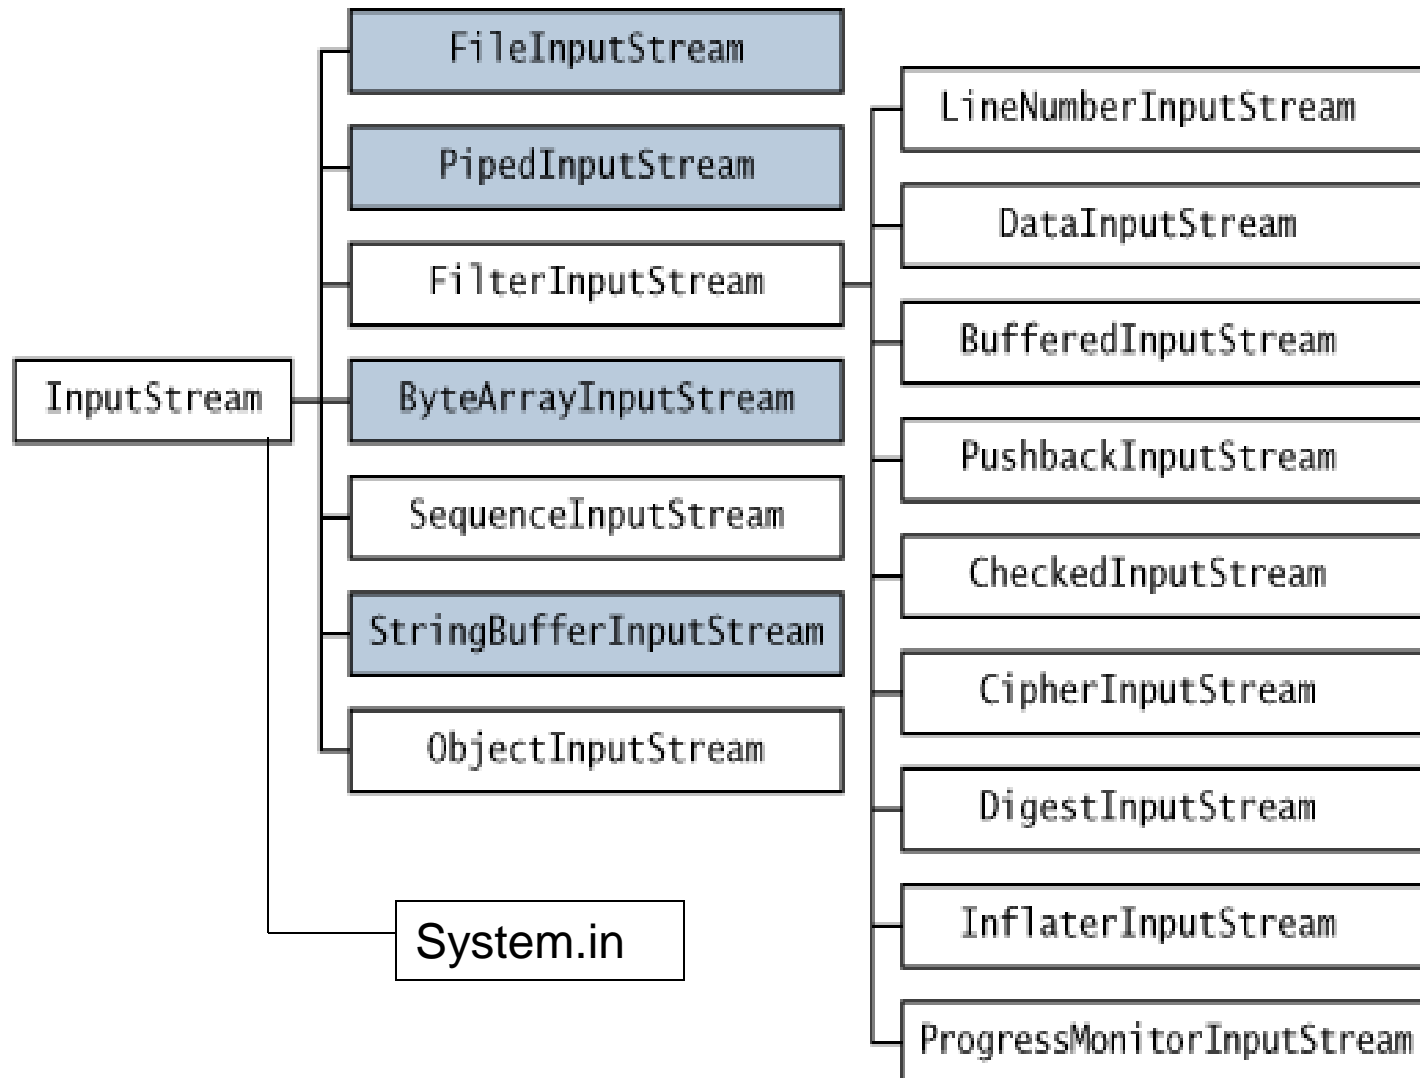 FileInputStream
PipedInputStream
FilterInputStream
InputStream
ByteArrayInputStream
SequenceInputStream
StringBufferInputStream
ObjectInputStream
System.in
LineNumberInputStream
DataInputStream
BufferedInputStream
PushbackInputStream
CheckedInputStream
CipherInputStream
DigestInputStream
InflaterInputStream
ProgressMonitorInputStream